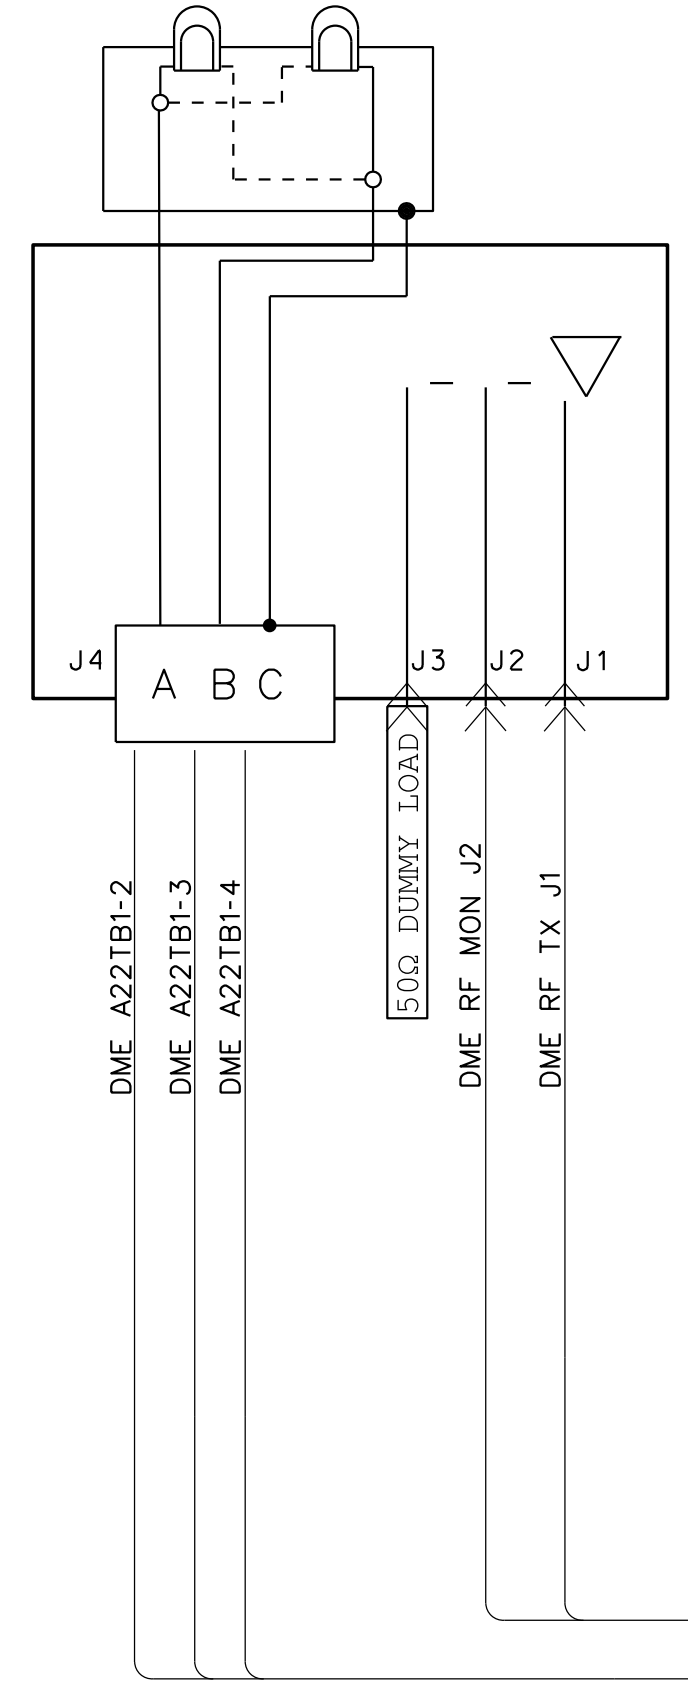 J4
A B C
J3
J2
J1
DME A22TB1-2
DME A22TB1-3
DME A22TB1-4
50Ω DUMMY LOAD
DME RF MON J2
DME RF TX J1